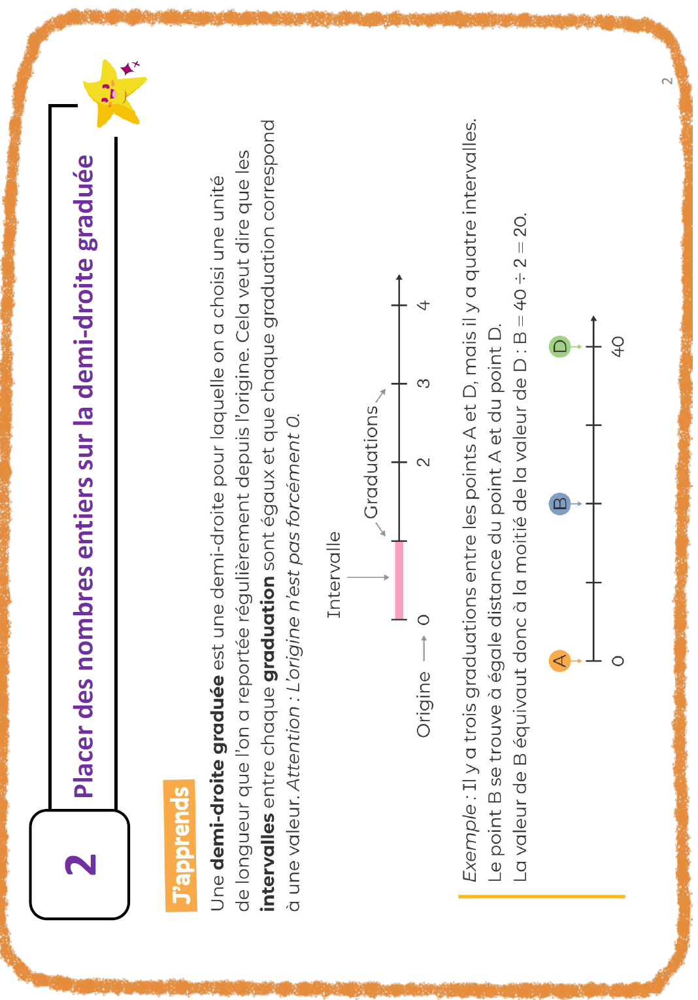 2
Placer des nombres entiers sur la demi-droite graduée
J'apprends
Une demi-droite graduée est une demi-droite pour laquelle on a choisi une unité
de longueur que l'on a reportée régulièrement depuis l'origine. Cela veut dire que les
intervalles entre chaque graduation sont égaux et que chaque graduation correspond
à une valeur. Attention : L'origine n'est pas forcément 0.
Intervalle
Graduations
Origine
0 2 3 4
Exemple : Il y a trois graduations entre les points A et D, mais il y a quatre intervalles.
Le point B se trouve à égale distance du point A et du point D.
La valeur de B équivaut donc à la moitié de la valeur de D : B = 40 ÷ 2 = 20.
A B D
0 40
2